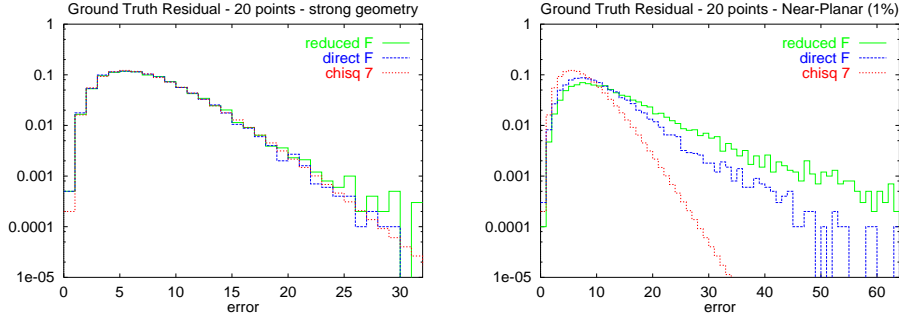 Ground Truth Residual - 20 points - strong geometry
1
0.1
0.01
0.001
0.0001
1e-05
0 5 10 15 20 25 30
error
reduced F
direct F
chisq 7
Ground Truth Residual - 20 points - Near-Planar (1%)
1
0.1
0.01
0.001
0.0001
1e-05
0 10 20 30 40 50 60
error
reduced F
direct F
chisq 7